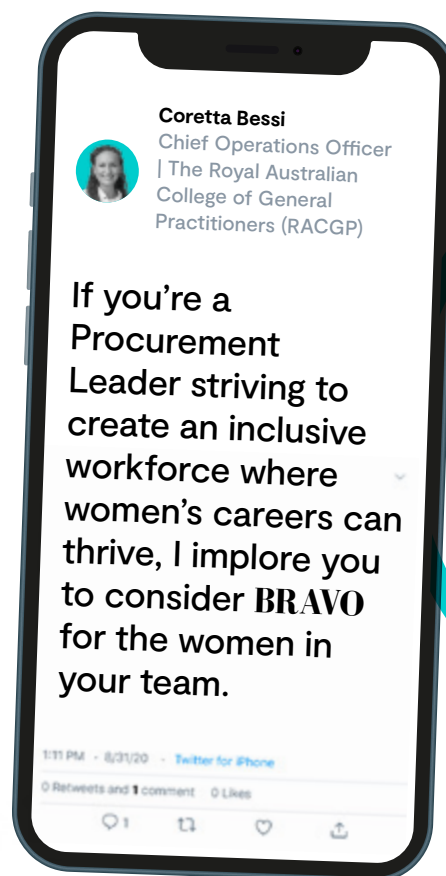 Coretta Bessi
Chief Operations Officer
| The Royal Australian
College of General
Practitioners (RACGP)
If you're a
Procurement
Leader striving to
create an inclusive
workforce where
women's careers can
thrive, I implore you
to consider BRAVO
for the women in
your team.
1:11 PM · 8/31/20 · Twitter for iPhone
0 Retweets and 1 comment 0 Likes
1